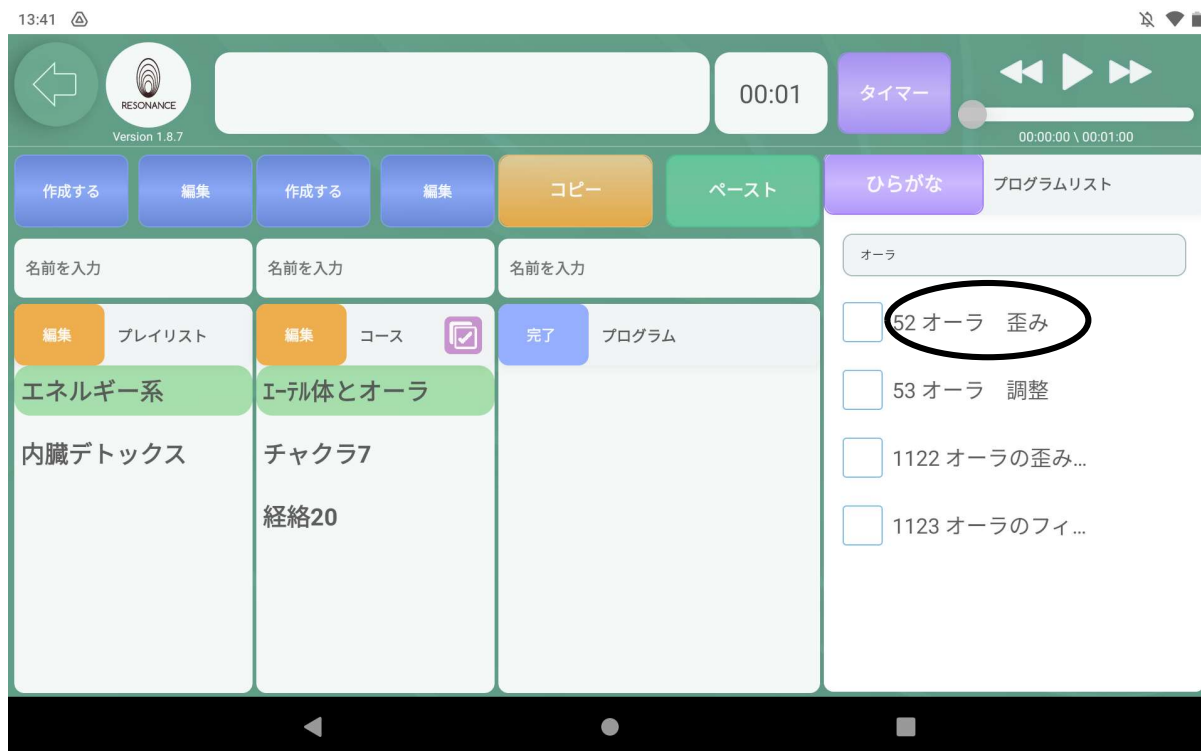 13:41
RESONANCE
Version 1.8.7
00:01
タイマー
00:00:00 \ 00:01:00
作成する
編集
作成する
編集
コピー
ペースト
ひらがな
プログラムリスト
名前を入力
名前を入力
名前を入力
オーラ
編集
プレイリスト
編集
コース
完了
プログラム
エネルギー系
内臓デトックス
ｴｰﾃﾙ体とオーラ
チャクラ7
経絡20
52 オーラ　歪み
53 オーラ　調整
1122 オーラの歪み…
1123 オーラのフィ…